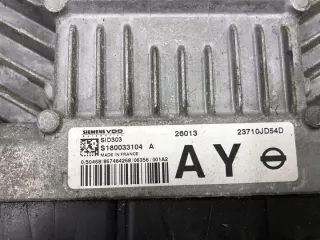 SIEMENS VDO
SID303
S180033104 A
MADE IN FRANCE
26013
23710JD54D
AY